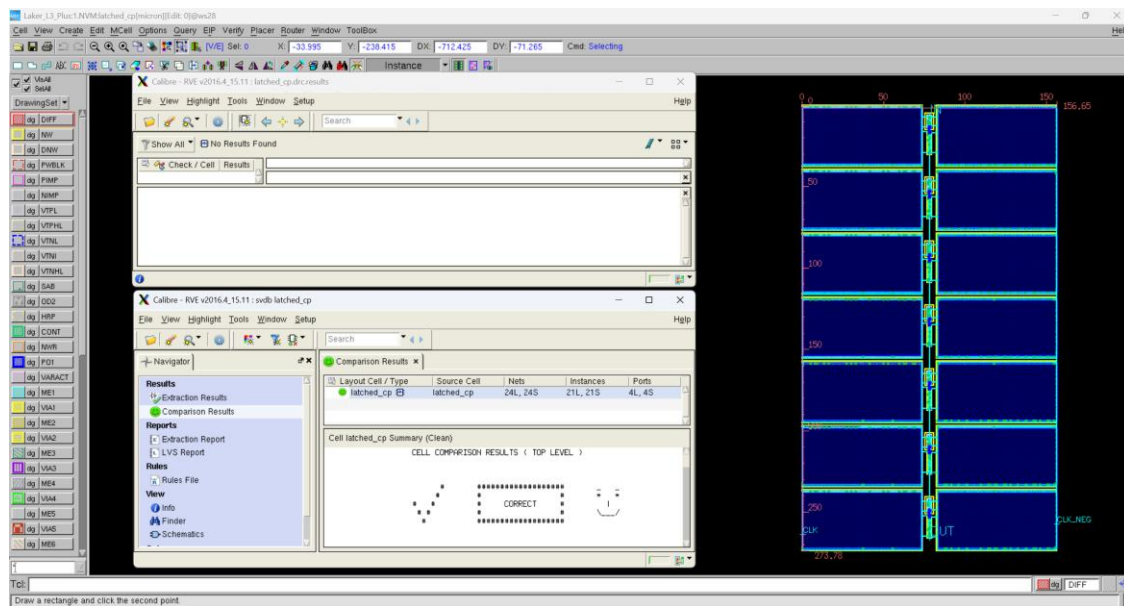 Laker_L3_Pluc1.NVM:latched_cp[micron][Edit: 0]@ws28
Cell View Create Edit MCell Options Query EIP Verify Placer Router Window ToolBox
[V/E] Sel: 0 X: -33.995 Y: -238.415 DX: -712.425 DY: -71.265 Cmd: Selecting
ABC Instance
VisAll
SelAll
DrawingSet
dg DIFF
dg NW
dg DNW
dg PWBLK
dg PIMP
dg NIMP
dg VTPL
dg VTPHL
dg VTNL
dg VTNI
dg VTNHL
dg SAB
dg OD2
dg HRP
dg CONT
dg NWR
dg PO1
dg VARACT
dg ME1
dg VIA1
dg ME2
dg VIA2
dg ME3
dg VIA3
dg ME4
dg VIA4
dg ME5
dg VIA5
dg ME6
Calibre - RVE v2016.4_15.11 : latched_cp.drc.results
File View Highlight Tools Window Setup Help
Search
Show All No Results Found
Check / Cell Results
Calibre - RVE v2016.4_15.11 : svdb latched_cp
File View Highlight Tools Window Setup Help
Search
Navigator
Results
Extraction Results
Comparison Results
Reports
Extraction Report
LVS Report
Rules
Rules File
View
Info
Finder
Schematics
Comparison Results
Layout Cell / Type Source Cell Nets Instances Ports
latched_cp latched_cp 24L, 24S 21L, 21S 4L, 4S
Cell latched_cp Summary (Clean)
CELL COMPARISON RESULTS ( TOP LEVEL )
CORRECT
0 0 50 100 150
156.65
50
100
150
250
CLK
OUT
CLK_NEG
273.78
Tcl:
dg DIFF
Draw a rectangle and click the second point.